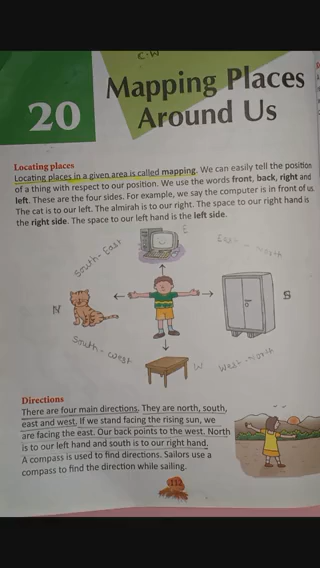 C.W
20
Mapping Places
Around Us
Locating places
Locating places in a given area is called mapping. We can easily tell the position
of a thing with respect to our position. We use the words front, back, right and
left. These are the four sides. For example, we say the computer is in front of us.
The cat is to our left. The almirah is to our right. The space to our right hand is
the right side. The space to our left hand is the left side.
E
South-East
East-North
N
S
South-West
W
West-North
Directions
There are four main directions. They are north, south,
east and west. If we stand facing the rising sun, we
are facing the east. Our back points to the west. North
is to our left hand and south is to our right hand.
A compass is used to find directions. Sailors use a
compass to find the direction while sailing.
112